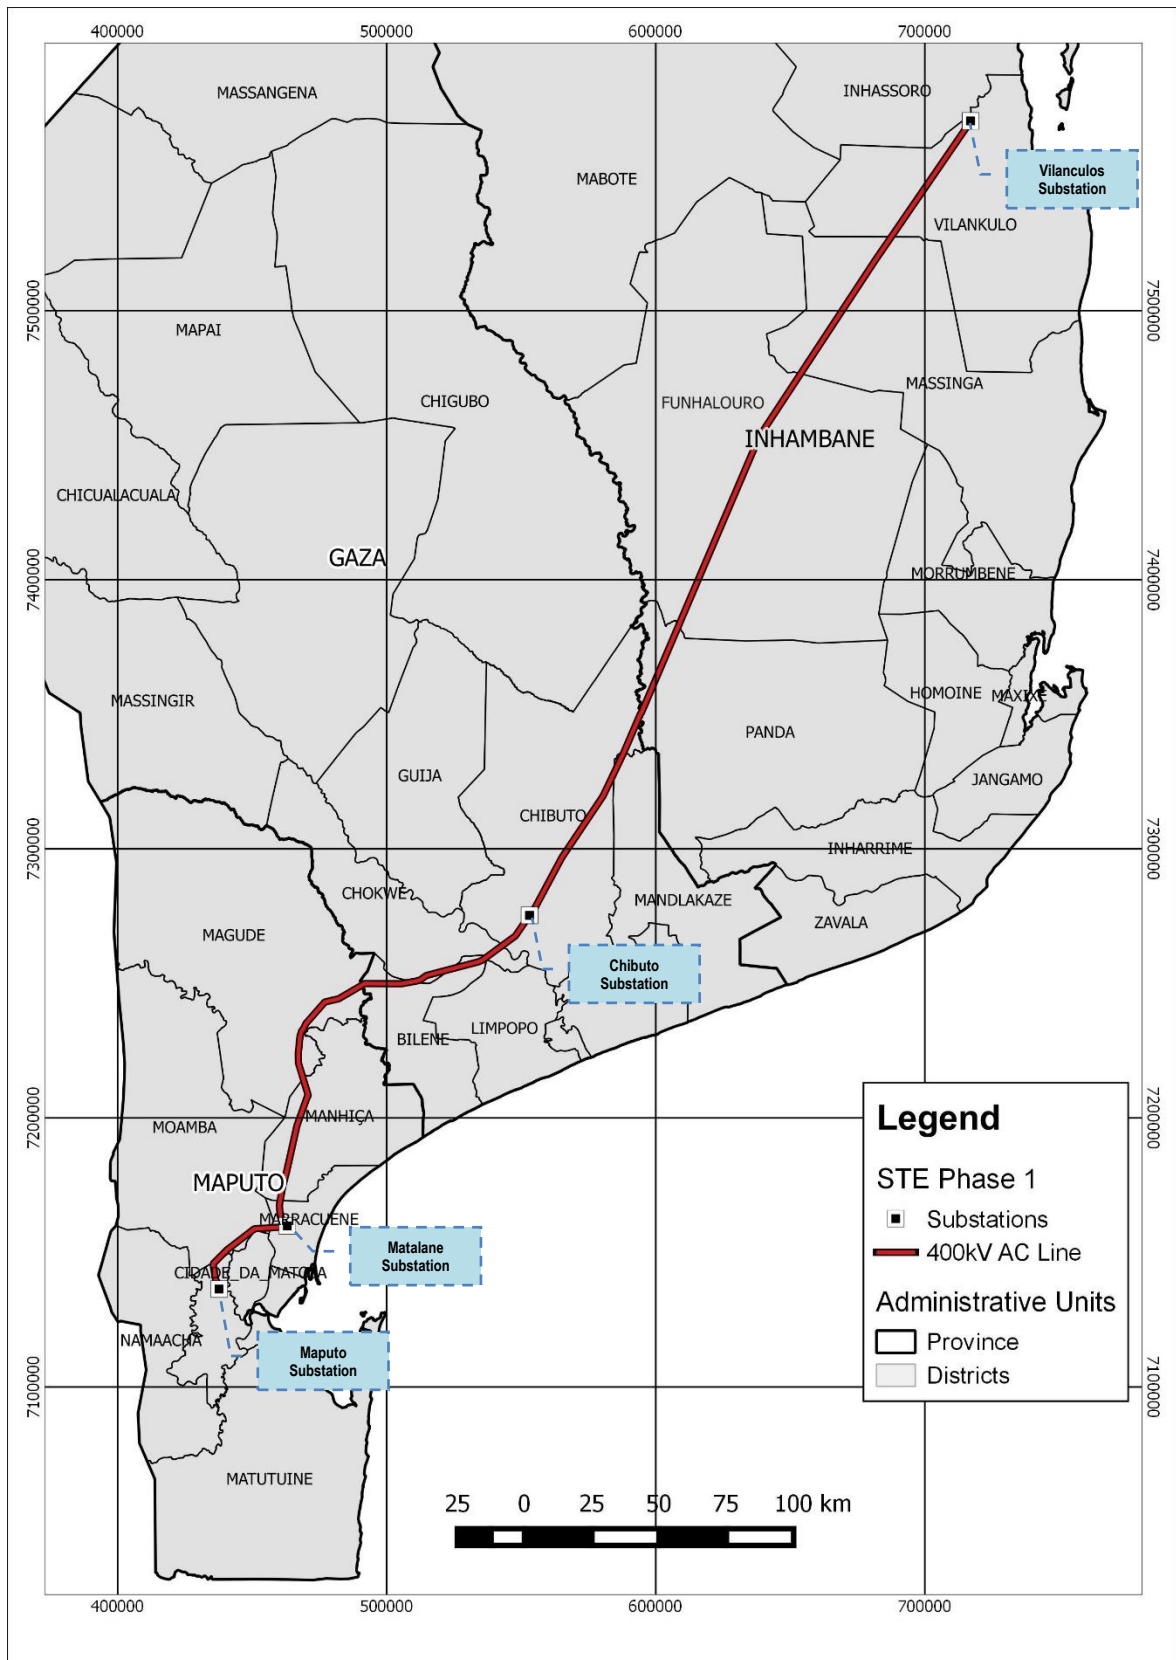 400000 500000 600000 700000
MASSANGENA
INHASSORO
MABOTE
Vilanculos
Substation
VILANKULO
7500000
7500000
MAPAI
MASSINGA
CHIGUBO
FUNHALOURO
INHAMBANE
CHICUALACUALA
GAZA
MORRUMBENE
7400000
7400000
MASSINGIR
HOMOINE
MAXIXE
PANDA
GUIJA
JANGAMO
CHIBUTO
7300000
7300000
INHARRIME
CHOKWE
MANDLAKAZE
ZAVALA
MAGUDE
Chibuto
Substation
LIMPOPO
BILENE
MANHIÇA
7200000
7200000
MOAMBA
MAPUTO
MARRACUENE
Matalane
Substation
CIDADE_DA_MATOLA
NAMAACHA
Maputo
Substation
7100000
7100000
MATUTUINE
Legend
STE Phase 1
Substations
400kV AC Line
Administrative Units
Province
Districts
25 0 25 50 75 100 km
400000 500000 600000 700000